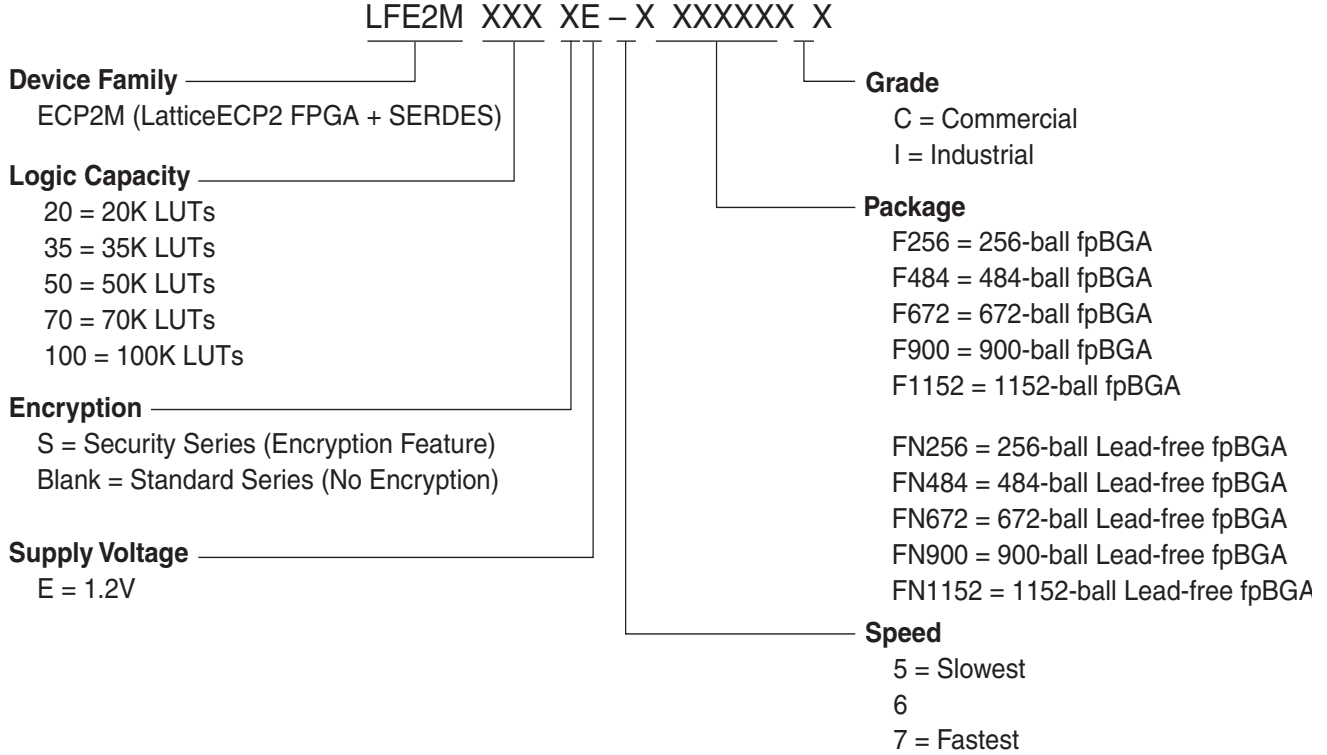 LFE2M XXX XE – X XXXXXX X
Device Family
ECP2M (LatticeECP2 FPGA + SERDES)
Logic Capacity
20 = 20K LUTs
35 = 35K LUTs
50 = 50K LUTs
70 = 70K LUTs
100 = 100K LUTs
Encryption
S = Security Series (Encryption Feature)
Blank = Standard Series (No Encryption)
Supply Voltage
E = 1.2V
Grade
C = Commercial
I = Industrial
Package
F256 = 256-ball fpBGA
F484 = 484-ball fpBGA
F672 = 672-ball fpBGA
F900 = 900-ball fpBGA
F1152 = 1152-ball fpBGA
FN256 = 256-ball Lead-free fpBGA
FN484 = 484-ball Lead-free fpBGA
FN672 = 672-ball Lead-free fpBGA
FN900 = 900-ball Lead-free fpBGA
FN1152 = 1152-ball Lead-free fpBGA
Speed
5 = Slowest
6
7 = Fastest